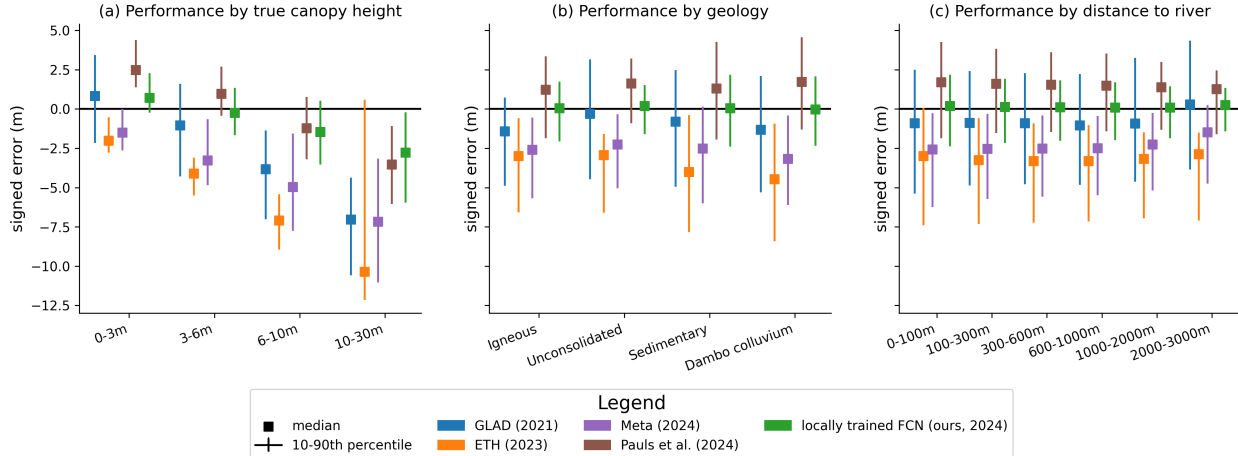 (a) Performance by true canopy height
(b) Performance by geology
(c) Performance by distance to river
signed error (m)
5.0
2.5
0.0
−2.5
−5.0
−7.5
−10.0
−12.5
0-3m
3-6m
6-10m
10-30m
signed error (m)
Igneous
Unconsolidated
Sedimentary
Dambo colluvium
signed error (m)
0-100m
100-300m
300-600m
600-1000m
1000-2000m
2000-3000m
Legend
median
10-90th percentile
GLAD (2021)
ETH (2023)
Meta (2024)
Pauls et al. (2024)
locally trained FCN (ours, 2024)